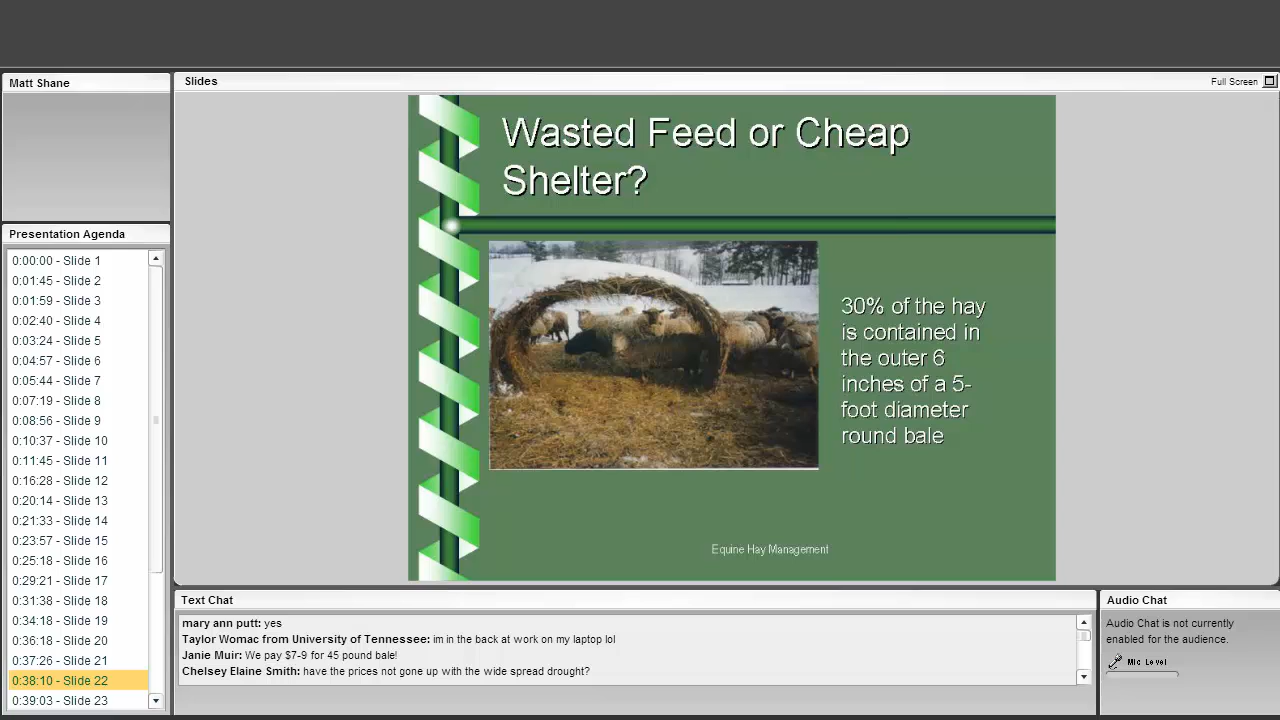 Matt Shane
Slides
Full Screen
Wasted Feed or Cheap
Shelter?
30% of the hay
is contained in
the outer 6
inches of a 5-
foot diameter
round bale
Equine Hay Management
Presentation Agenda
0:00:00 - Slide 1
0:01:45 - Slide 2
0:01:59 - Slide 3
0:02:40 - Slide 4
0:03:24 - Slide 5
0:04:57 - Slide 6
0:05:44 - Slide 7
0:07:19 - Slide 8
0:08:56 - Slide 9
0:10:37 - Slide 10
0:11:45 - Slide 11
0:16:28 - Slide 12
0:20:14 - Slide 13
0:21:33 - Slide 14
0:23:57 - Slide 15
0:25:18 - Slide 16
0:29:21 - Slide 17
0:31:38 - Slide 18
0:34:18 - Slide 19
0:36:18 - Slide 20
0:37:26 - Slide 21
0:38:10 - Slide 22
0:39:03 - Slide 23
Text Chat
mary ann putt: yes
Taylor Womac from University of Tennessee: im in the back at work on my laptop lol
Janie Muir: We pay $7-9 for 45 pound bale!
Chelsey Elaine Smith: have the prices not gone up with the wide spread drought?
Audio Chat
Audio Chat is not currently
enabled for the audience.
Mic Level